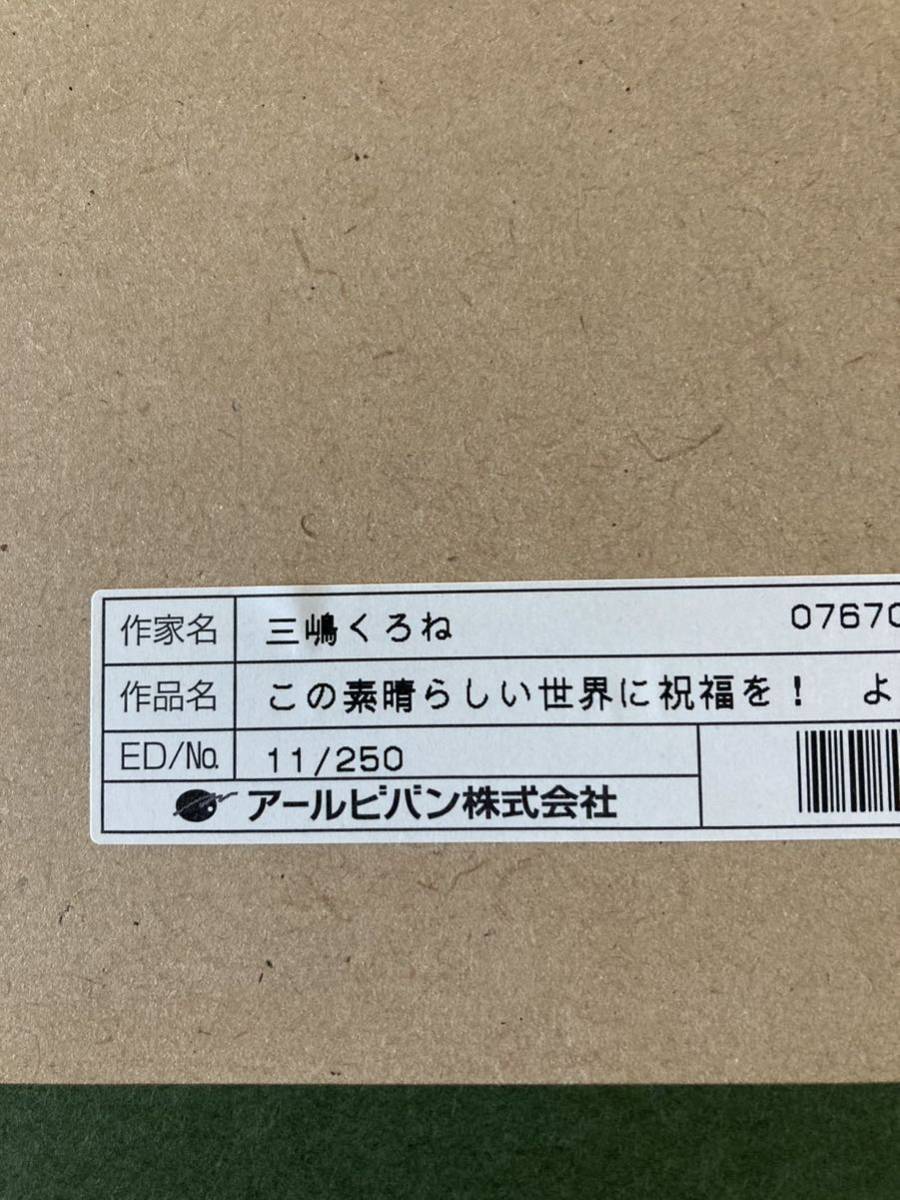 作家名 三嶋くろね 07670
作品名 この素晴らしい世界に祝福を！ よ
ED/No. 11/250
アールビバン株式会社